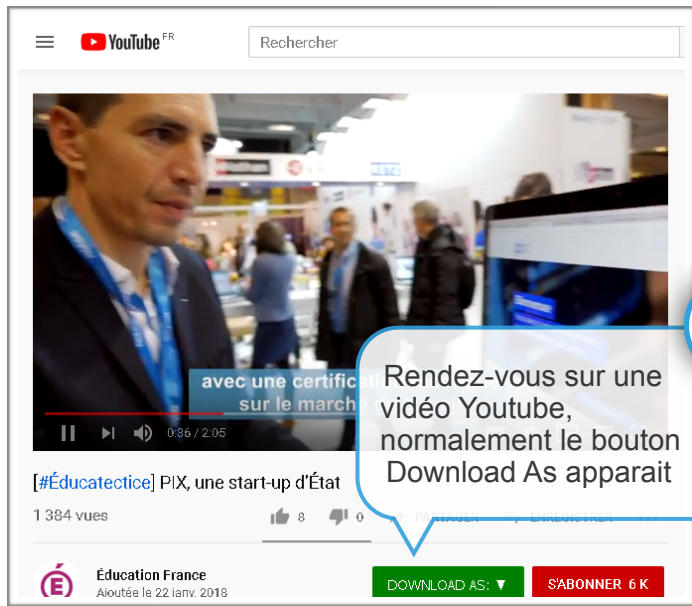 YouTube FR
Rechercher
avec une certific
sur le marché
0:36 / 2:05
Rendez-vous sur une
vidéo Youtube,
normalement le bouton
Download As apparait
[#Éducatectice] PIX, une start-up d'État
1 384 vues
8
0
PARTAGER
ENREGISTRER
Éducation France
Ajoutée le 22 janv. 2018
DOWNLOAD AS: ▼
S'ABONNER 6 K